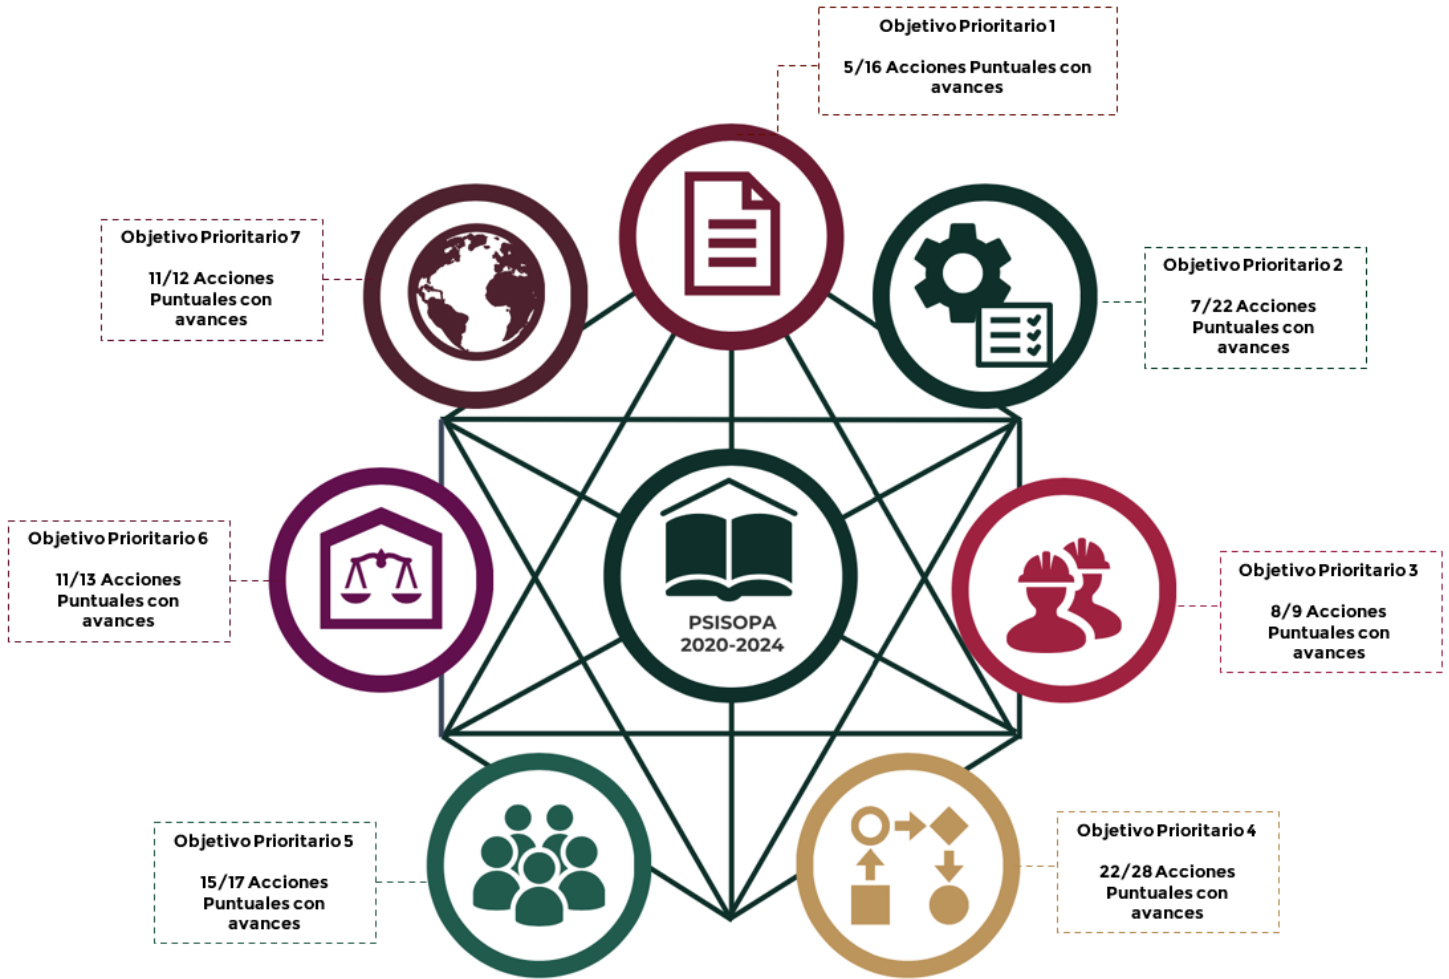 Objetivo Prioritario 1
5/16 Acciones Puntuales con
avances
Objetivo Prioritario 2
7/22 Acciones
Puntuales con
avances
Objetivo Prioritario 3
8/9 Acciones
Puntuales con
avances
Objetivo Prioritario 4
22/28 Acciones
Puntuales con
avances
Objetivo Prioritario 5
15/17 Acciones
Puntuales con
avances
Objetivo Prioritario 6
11/13 Acciones
Puntuales con
avances
Objetivo Prioritario 7
11/12 Acciones
Puntuales con
avances
PSISOPA
2020-2024